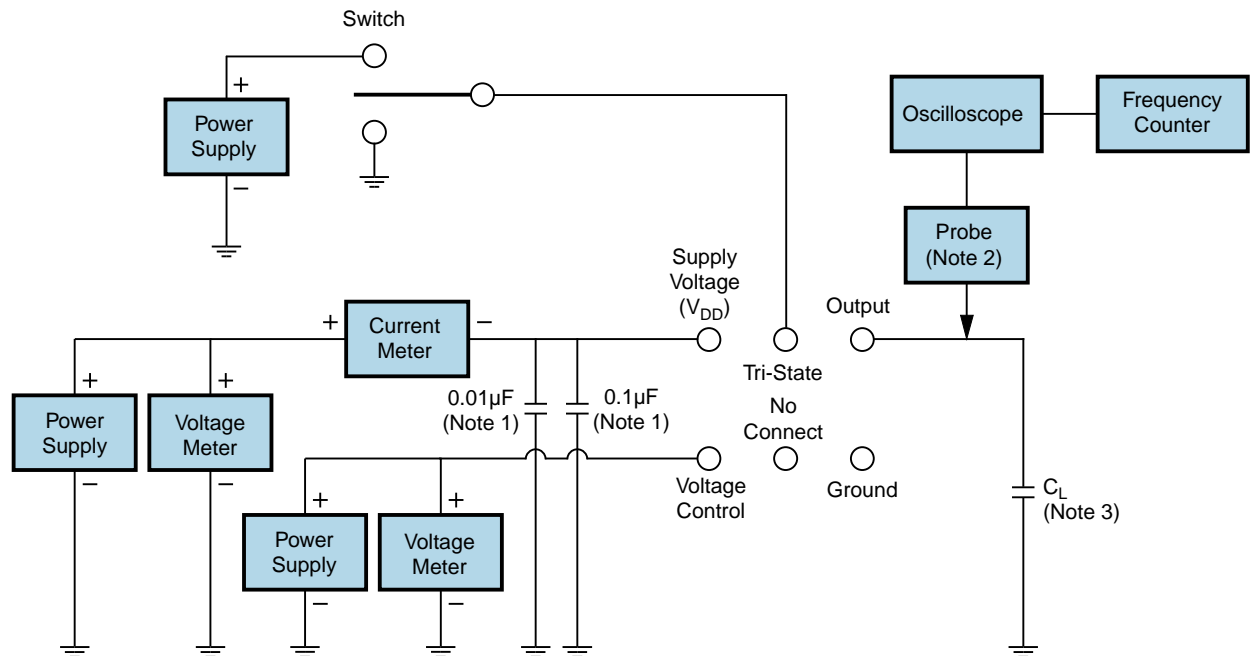 Switch
+
Power
Supply
−
Oscilloscope
Frequency
Counter
Probe
(Note 2)
Supply
Voltage
(VDD)
Output
+
Current
Meter
−
Tri-State
No
Connect
+
Power
Supply
−
+
Voltage
Meter
−
0.01µF
(Note 1)
0.1µF
(Note 1)
Voltage
Control
Ground
+
Power
Supply
−
+
Voltage
Meter
−
CL
(Note 3)